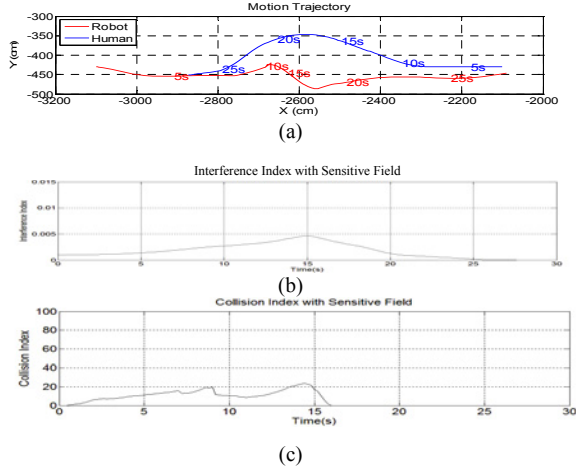 Motion Trajectory
-300
-350
-400
-450
-500
Y(cm)
Robot
Human
20s
15s
10s
25s
15s
10s
5s
5s
20s
25s
-3200 -3000 -2800 -2600 -2400 -2200 -2000
X (cm)
(a)
Interference Index with Sensitive Field
0.015
0.01
0.005
0
Interference Index
0 5 10 15 20 25 30
Time(s)
(b)
Collision Index with Sensitive Field
100
80
60
40
20
0
Collision Index
0 5 10 15 20 25 30
Time(s)
(c)